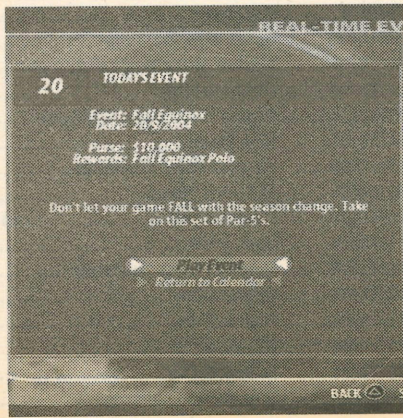 REAL-TIME EV
20 TODAY'S EVENT
Event: Fall Equinox
Date: 20/9/2004
Purse: $10,000
Rewards: Fall Equinox Polo
Don't let your game FALL with the season change. Take
on this set of Par-5's.
Play Event
Return to Calendar
BACK